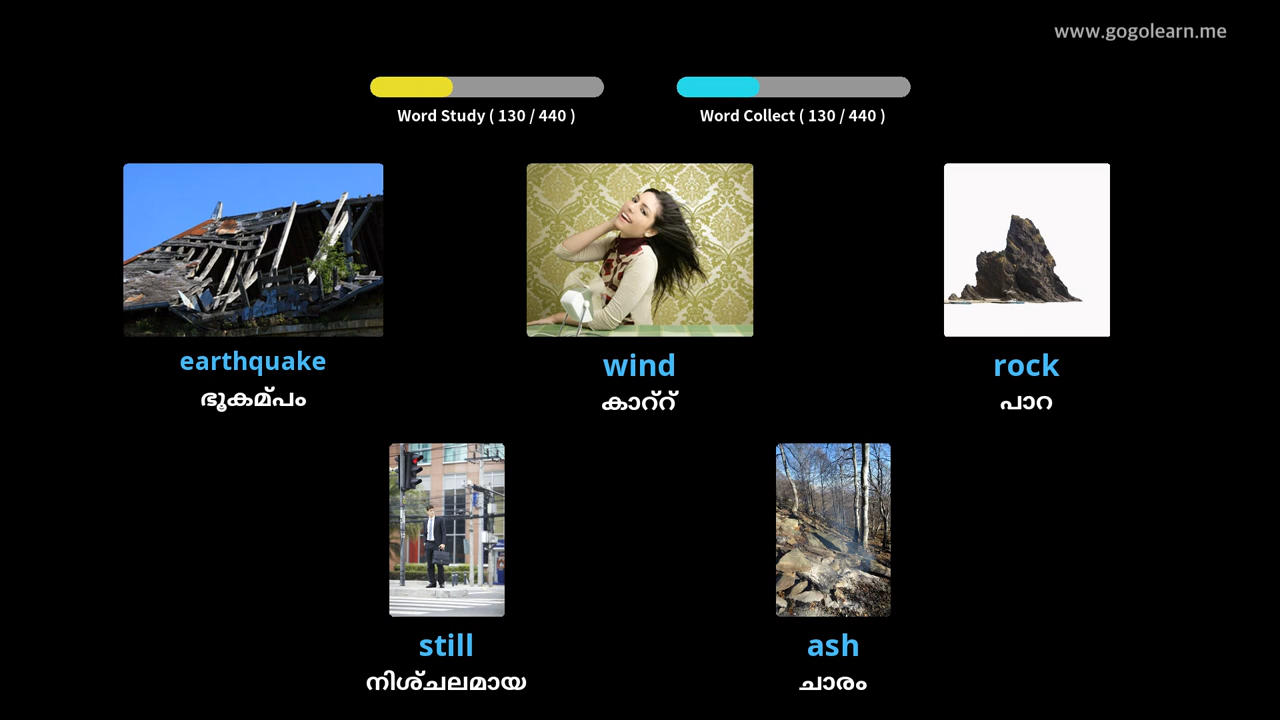 www.gogolearn.me
Word Study ( 130 / 440 )
Word Collect ( 130 / 440 )
earthquake
ഭൂകമ്പം
wind
കാറ്റ്
rock
പാറ
still
നിശ്ചലമായ
ash
ചാരം